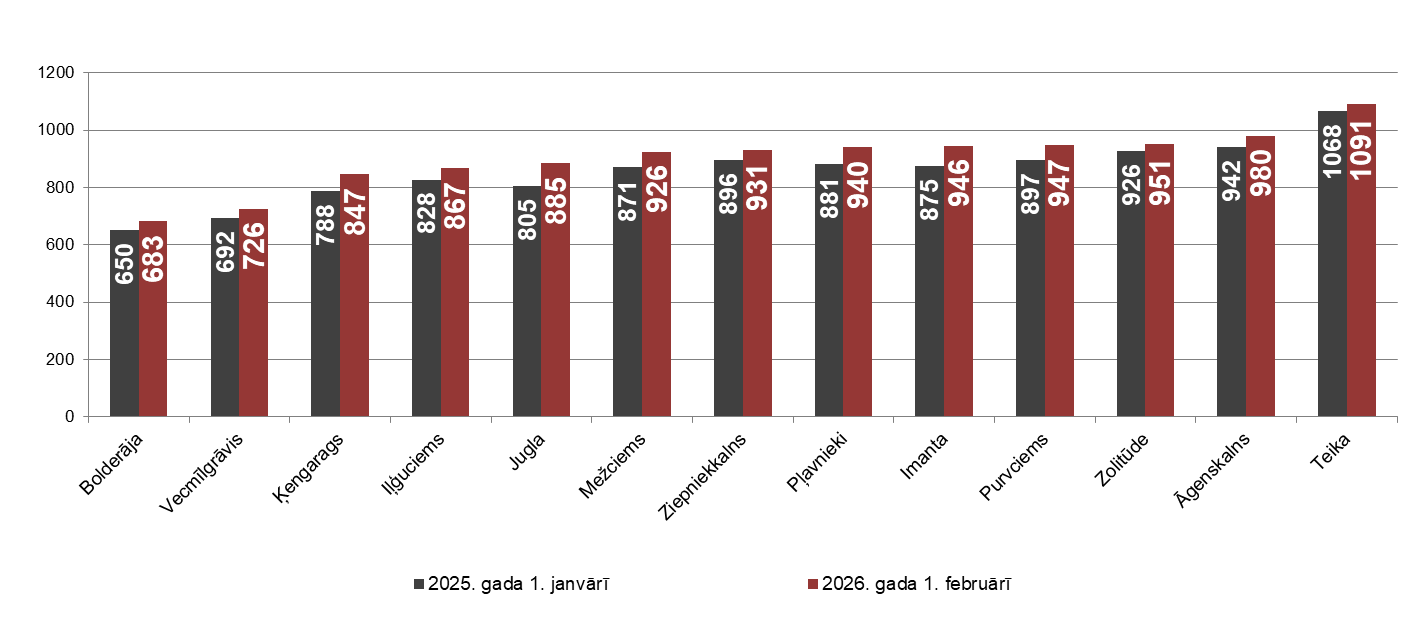 1200
1000
800
600
400
200
0
650
683
692
726
788
847
828
867
805
885
871
926
896
931
881
940
875
946
897
947
926
951
942
980
1068
1091
Bolderāja
Vecmīlgrāvis
Ķengarags
Iļģuciems
Jugla
Mežciems
Ziepniekkalns
Pļavnieki
Imanta
Purvciems
Zolitūde
Āgenskalns
Teika
2025. gada 1. janvārī
2026. gada 1. februārī